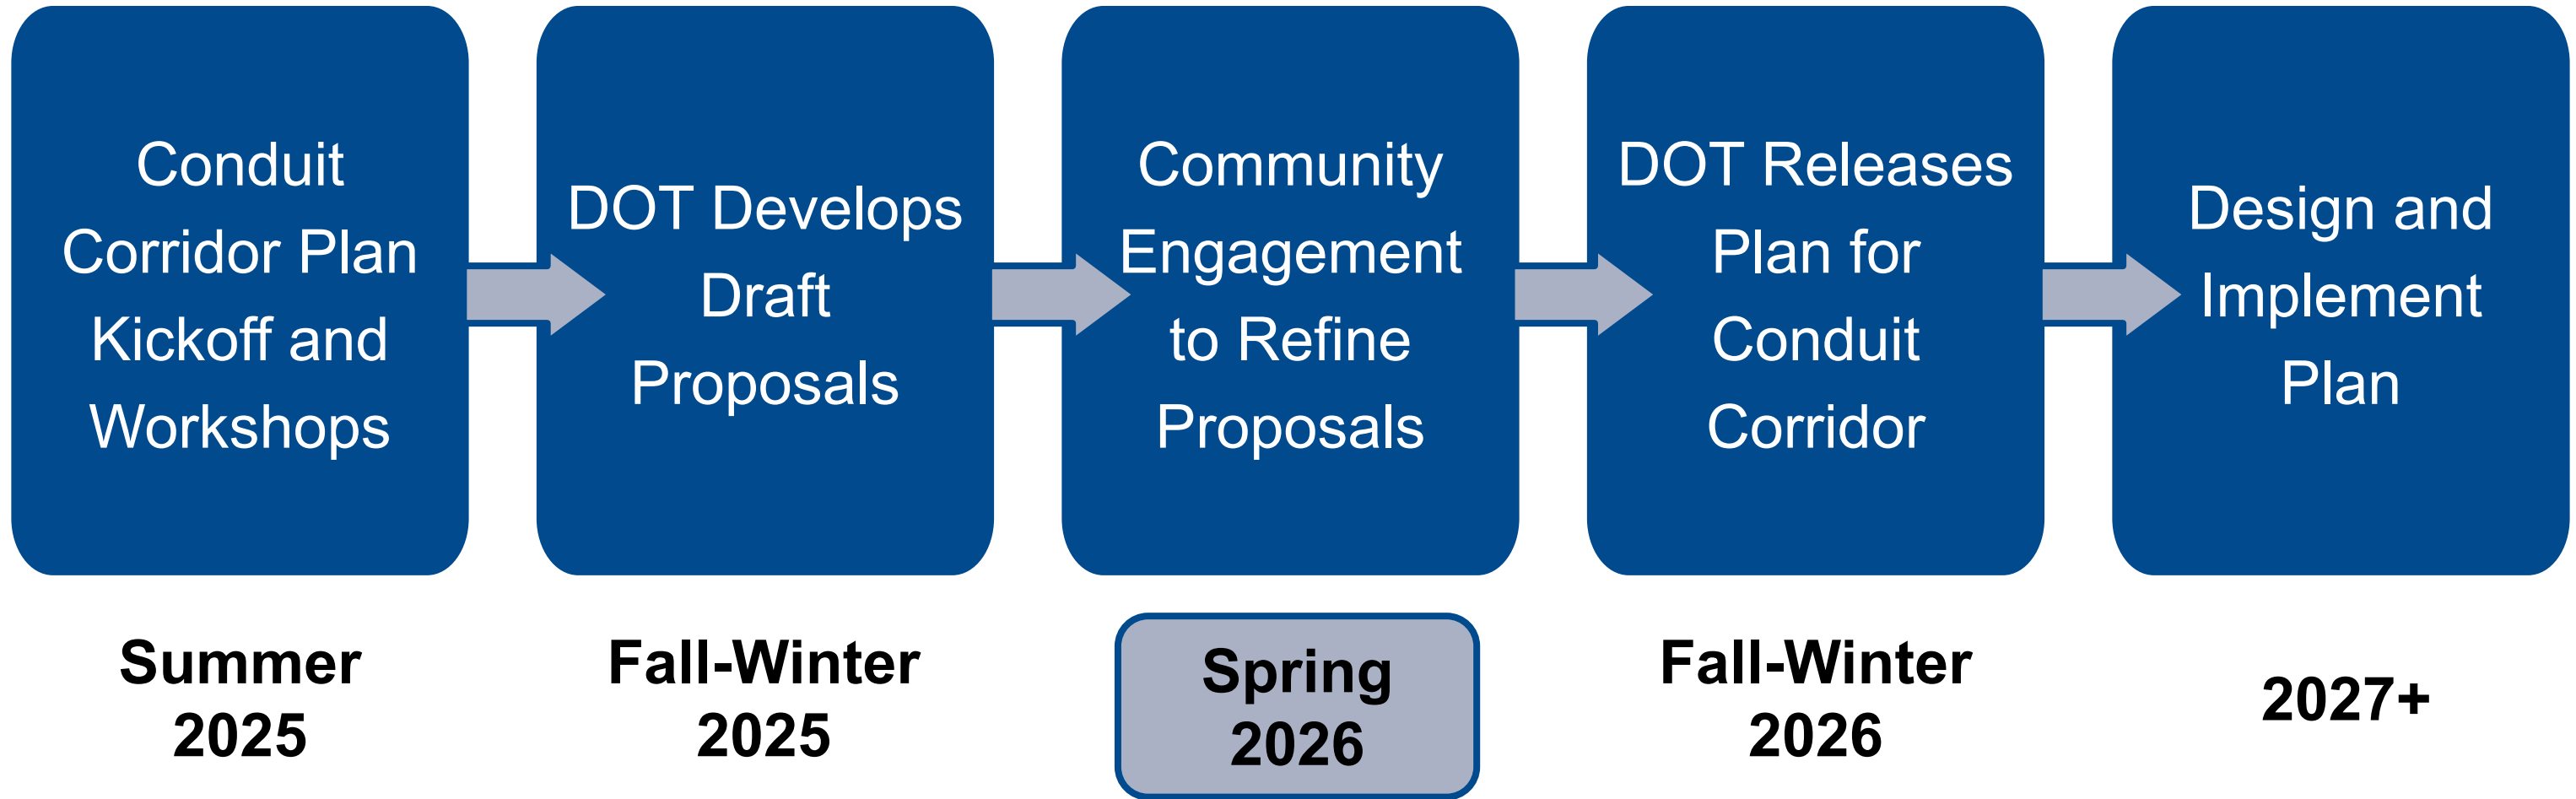 Conduit
Corridor Plan
Kickoff and
Workshops
DOT Develops
Draft
Proposals
Community
Engagement
to Refine
Proposals
DOT Releases
Plan for
Conduit
Corridor
Design and
Implement
Plan
Summer
2025
Fall-Winter
2025
Spring
2026
Fall-Winter
2026
2027+